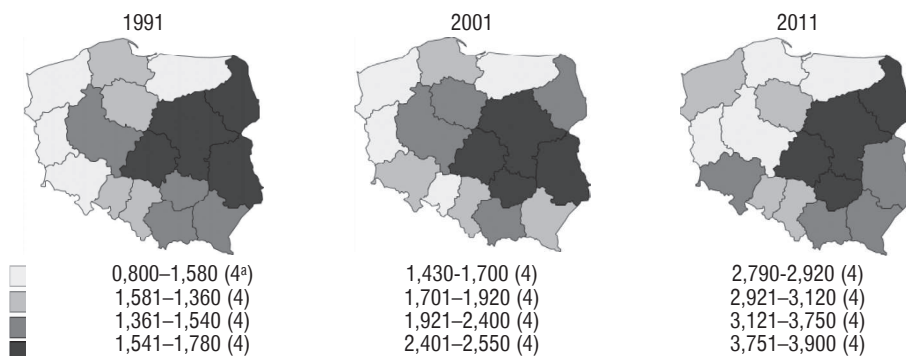 1991 2001 2011
0,800–1,580 (4ª) 1,430-1,700 (4) 2,790-2,920 (4)
1,581–1,360 (4) 1,701–1,920 (4) 2,921–3,120 (4)
1,361–1,540 (4) 1,921–2,400 (4) 3,121–3,750 (4)
1,541–1,780 (4) 2,401–2,550 (4) 3,751–3,900 (4)